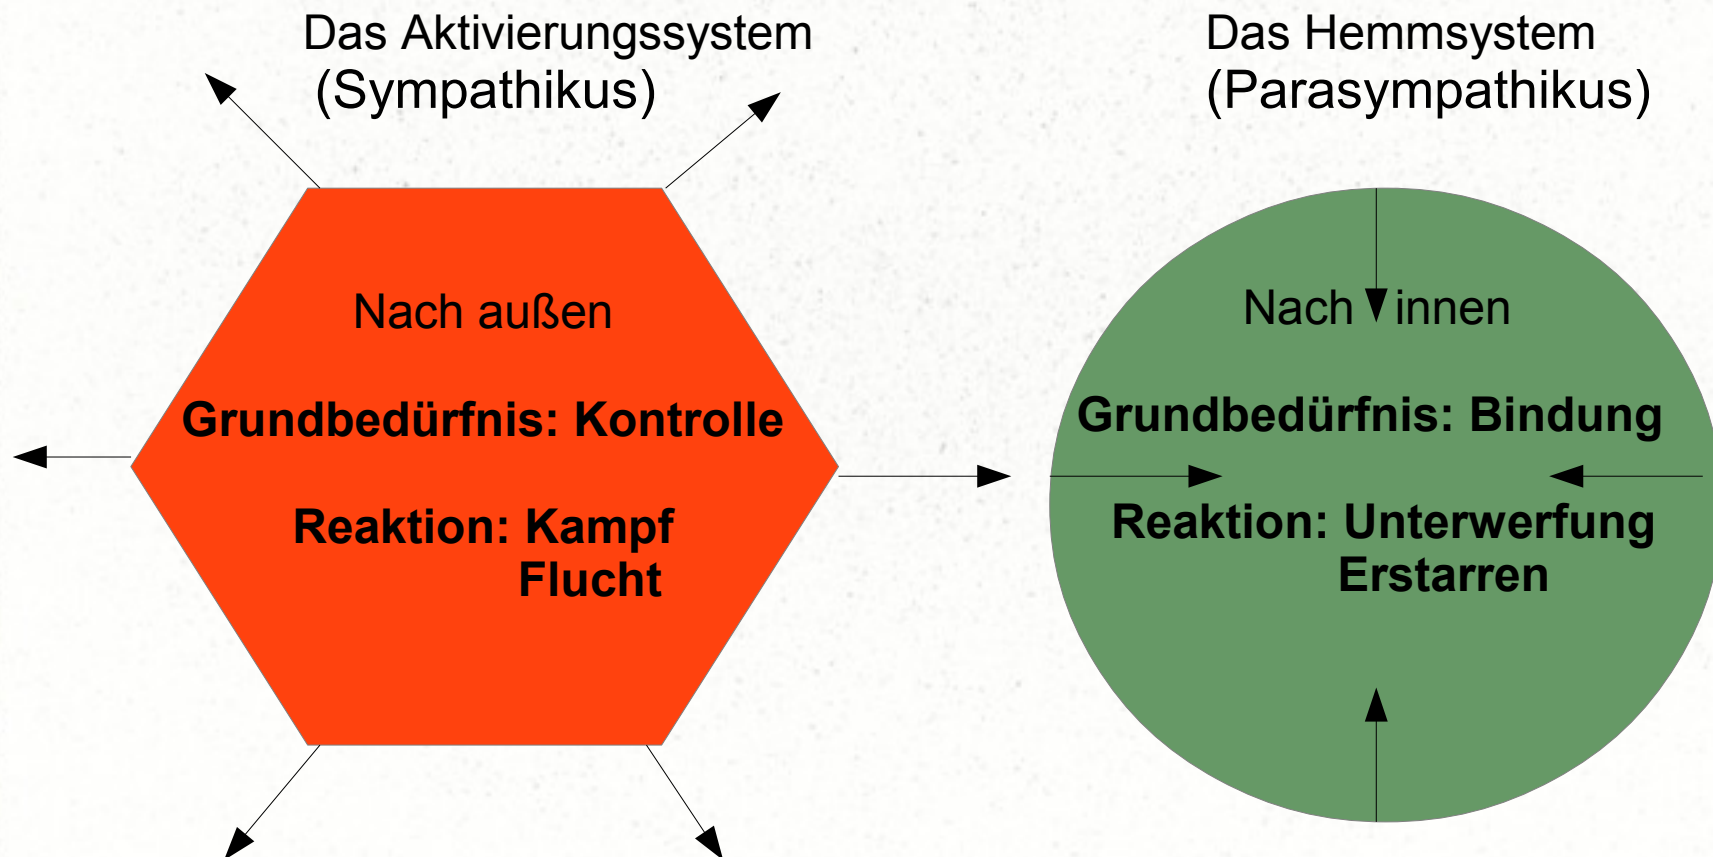 Das Aktivierungssystem
(Sympathikus)
Nach außen
Grundbedürfnis: Kontrolle
Reaktion: Kampf
Flucht
Das Hemmsystem
(Parasympathikus)
Nach innen
Grundbedürfnis: Bindung
Reaktion: Unterwerfung
Erstarren